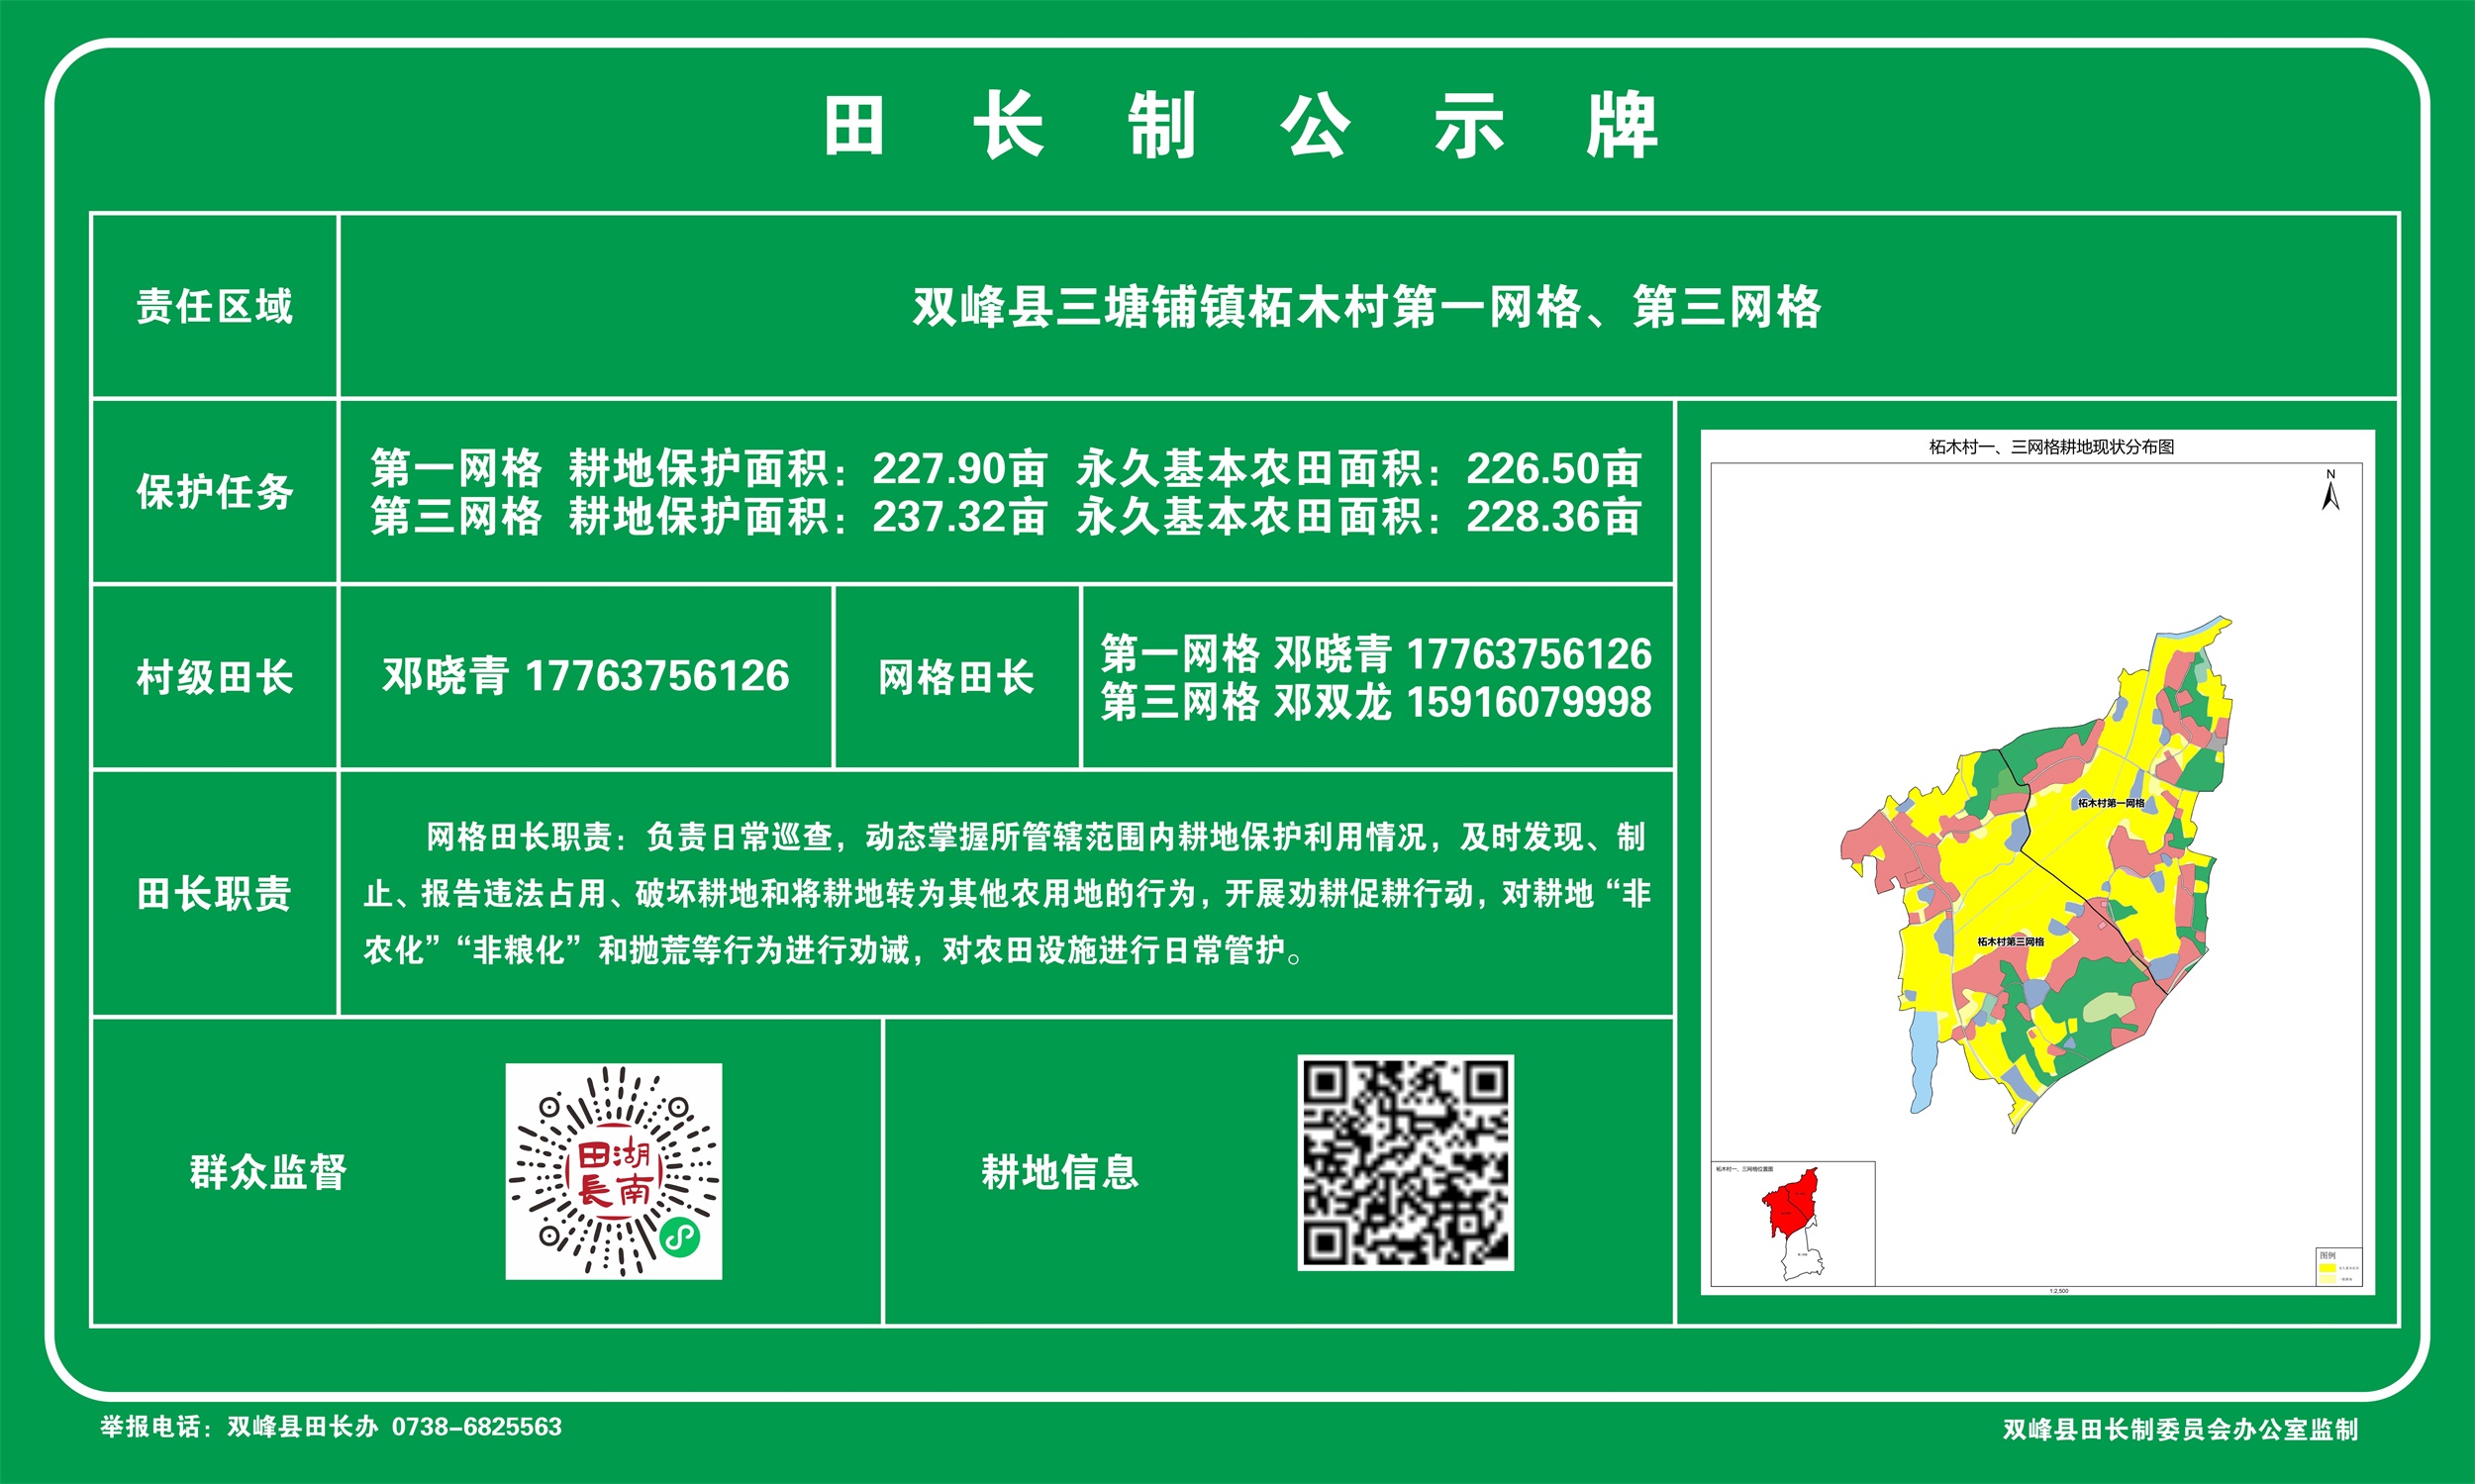 田长制公示牌
责任区域
双峰县三塘铺镇柘木村第一网格、第三网格
保护任务
第一网格 耕地保护面积：227.90亩 永久基本农田面积：226.50亩
第三网格 耕地保护面积：237.32亩 永久基本农田面积：228.36亩
村级田长
邓晓青 17763756126
网格田长
第一网格 邓晓青 17763756126
第三网格 邓双龙 15916079998
田长职责
网格田长职责：负责日常巡查，动态掌握所管辖范围内耕地保护利用情况，及时发现、制
止、报告违法占用、破坏耕地和将耕地转为其他农用地的行为，开展劝耕促耕行动，对耕地“非
农化”“非粮化”和抛荒等行为进行劝诫，对农田设施进行日常管护。
群众监督
湖南
田長
耕地信息
柘木村一、三网格耕地现状分布图
N
柘木村第一网格
柘木村第三网格
柘木村一、三网格位置图
图例
1:2,500
举报电话：双峰县田长办 0738-6825563
双峰县田长制委员会办公室监制